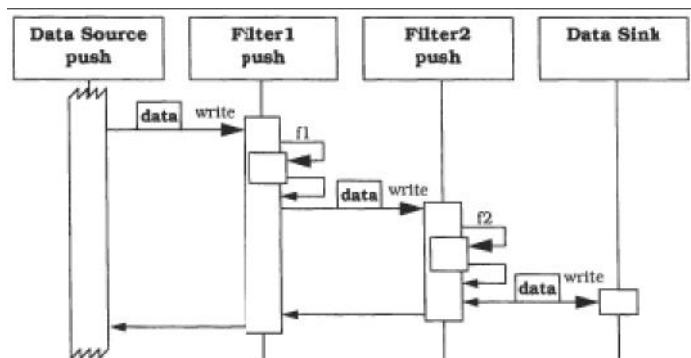 Data Source
push
Filter1
push
Filter2
push
Data Sink
data
write
f1
data
write
f2
data
write